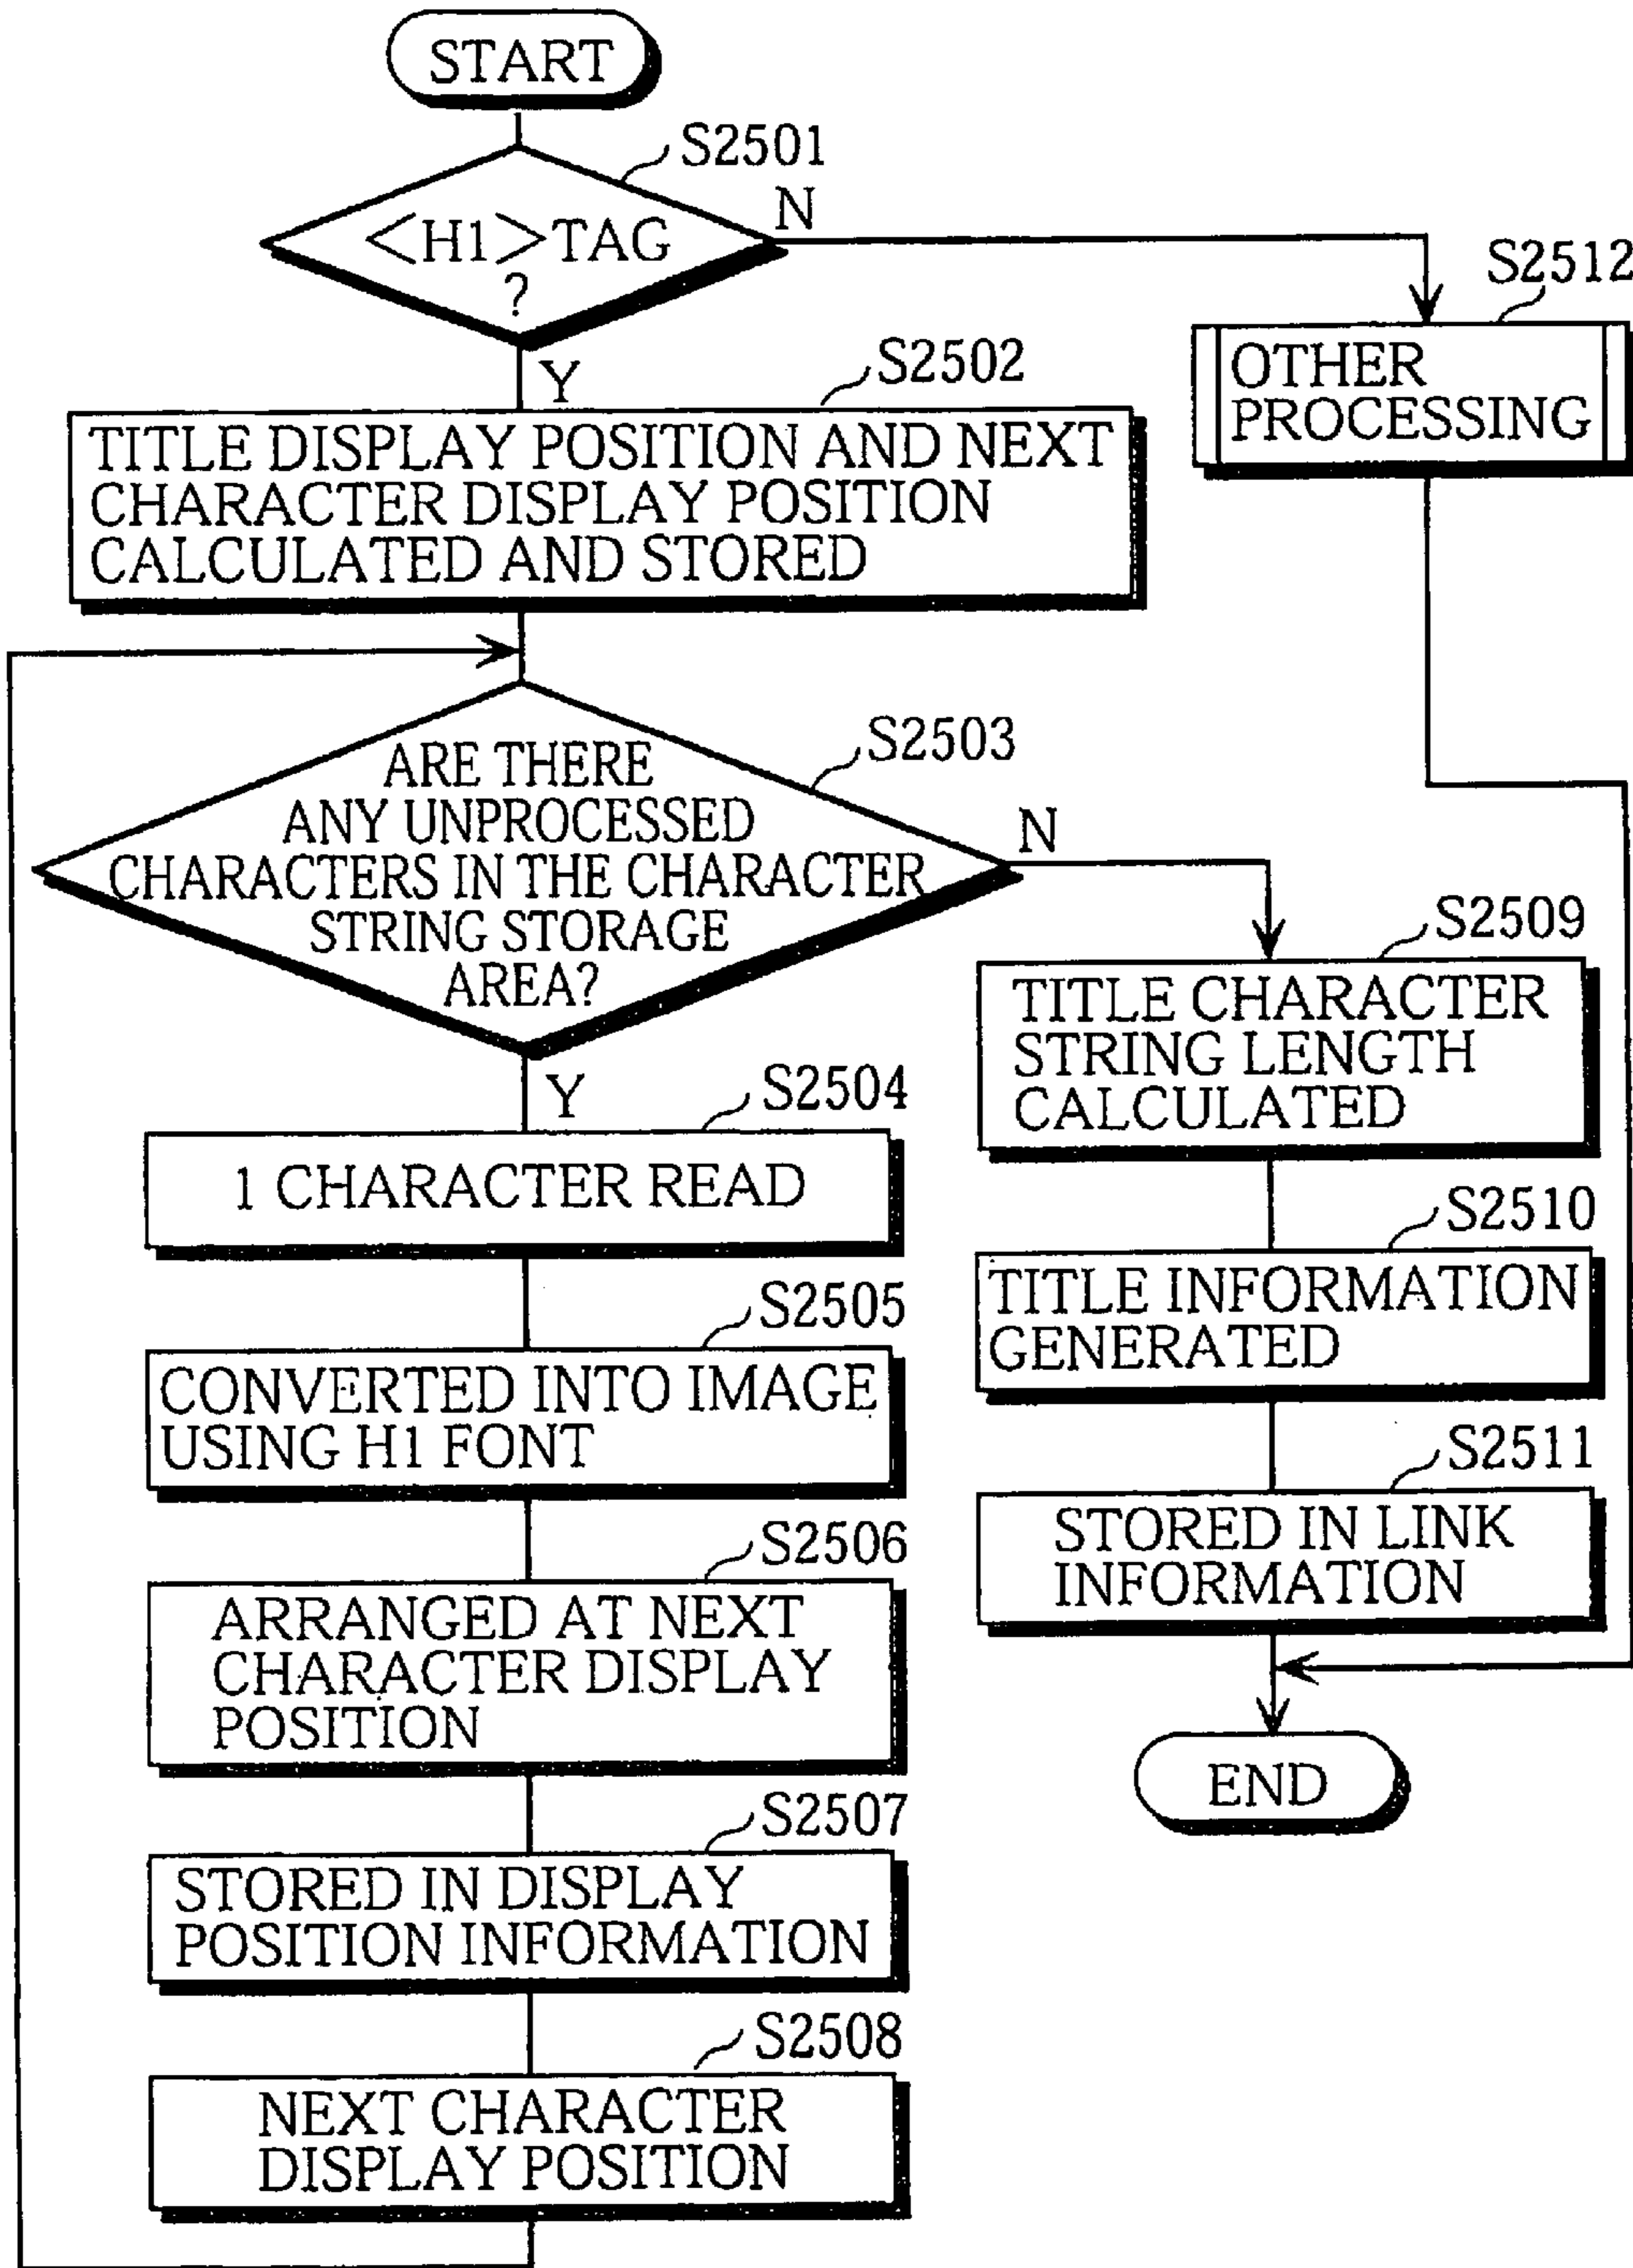 START
S2501
<H1>TAG
?
N
Y
S2512
OTHER
PROCESSING
S2502
TITLE DISPLAY POSITION AND NEXT
CHARACTER DISPLAY POSITION
CALCULATED AND STORED
S2503
ARE THERE
ANY UNPROCESSED
CHARACTERS IN THE CHARACTER
STRING STORAGE
AREA?
N
Y
S2504
1 CHARACTER READ
S2505
CONVERTED INTO IMAGE
USING H1 FONT
S2506
ARRANGED AT NEXT
CHARACTER DISPLAY
POSITION
S2507
STORED IN DISPLAY
POSITION INFORMATION
S2508
NEXT CHARACTER
DISPLAY POSITION
S2509
TITLE CHARACTER
STRING LENGTH
CALCULATED
S2510
TITLE INFORMATION
GENERATED
S2511
STORED IN LINK
INFORMATION
END